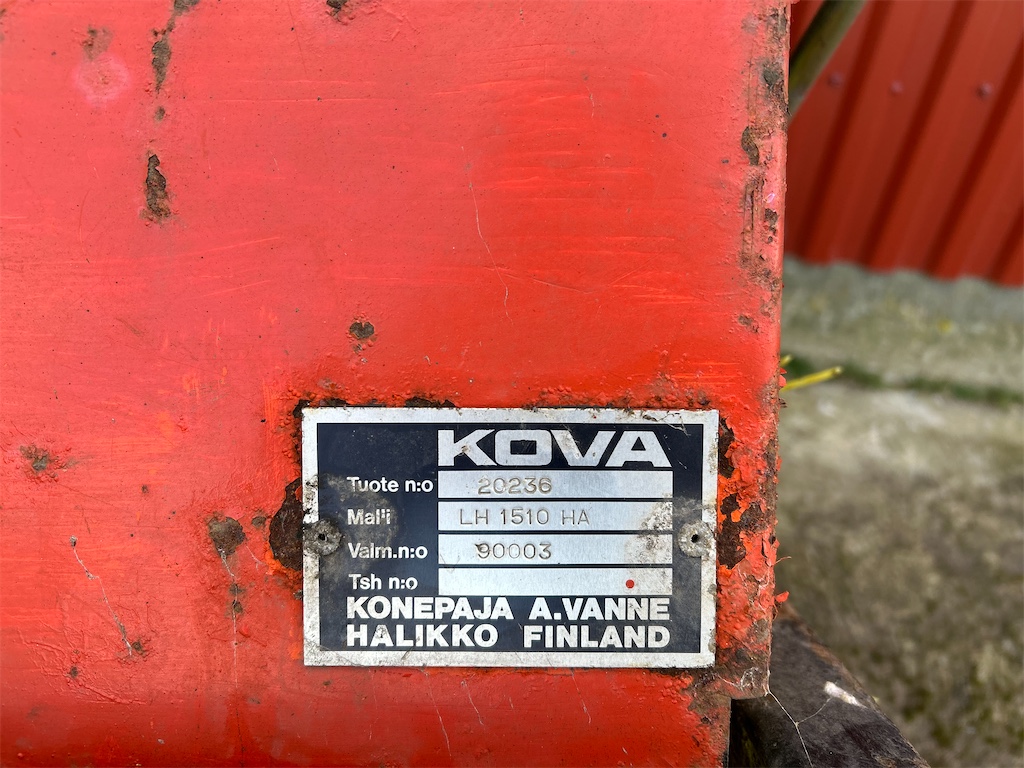 KOVA
Tuote n:o 20236
Malli LH 1510 HA
Valm.n:o 90003
Tsh n:o
KONEPAJA A.VANNE
HALIKKO FINLAND